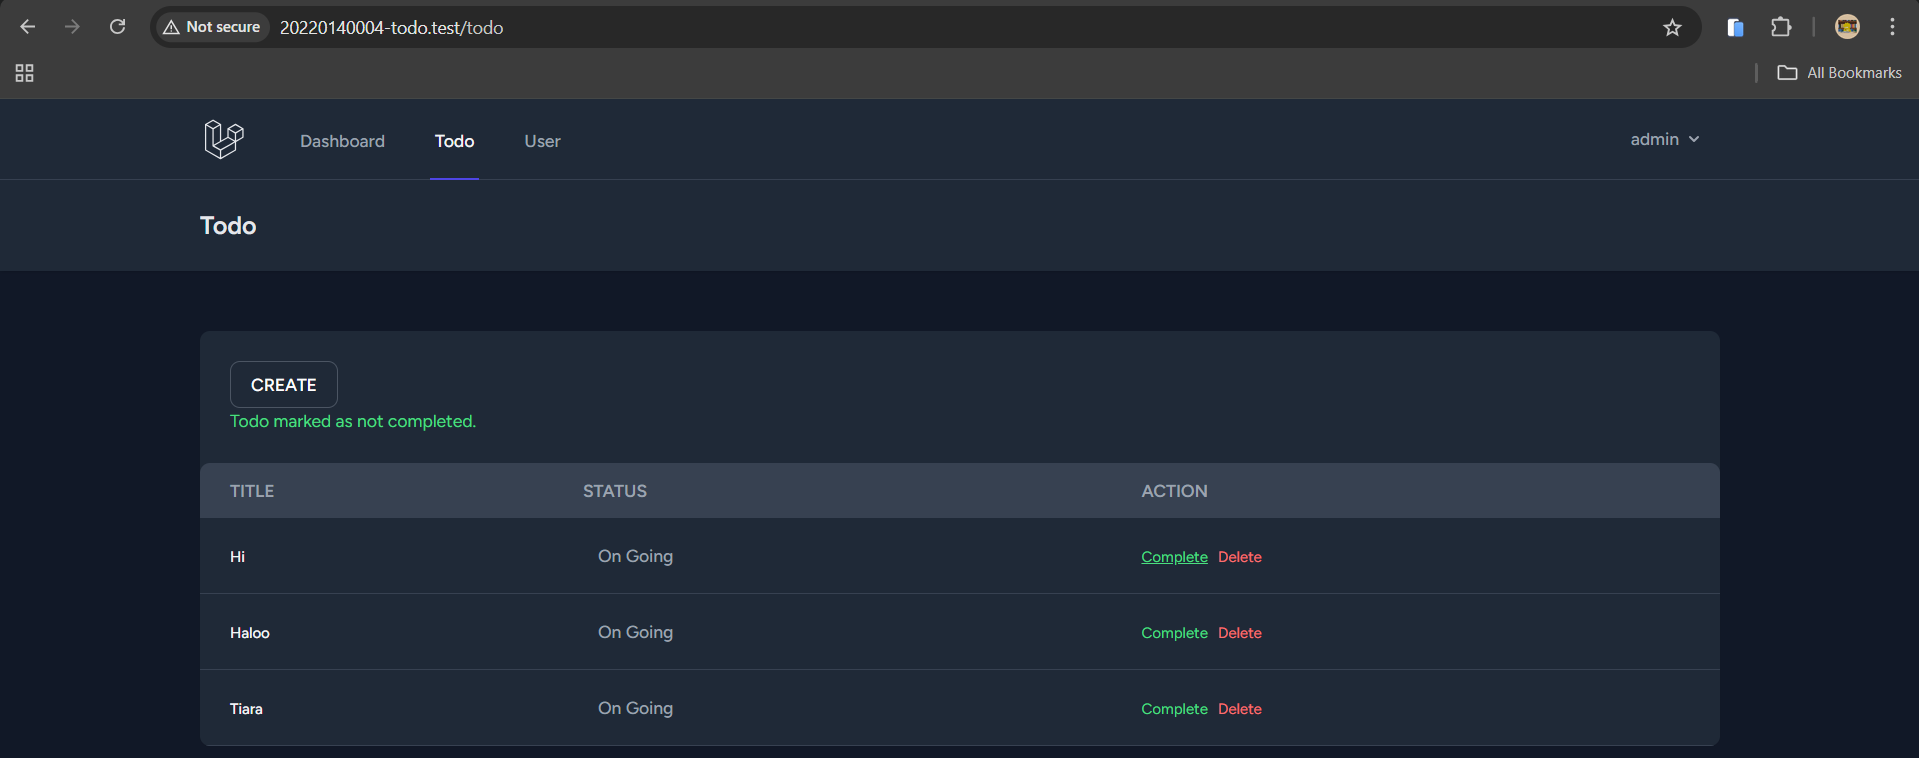 Not secure 20220140004-todo.test/todo
All Bookmarks
Dashboard Todo User admin
Todo
CREATE
Todo marked as not completed.
TITLE STATUS ACTION
Hi On Going Complete Delete
Haloo On Going Complete Delete
Tiara On Going Complete Delete